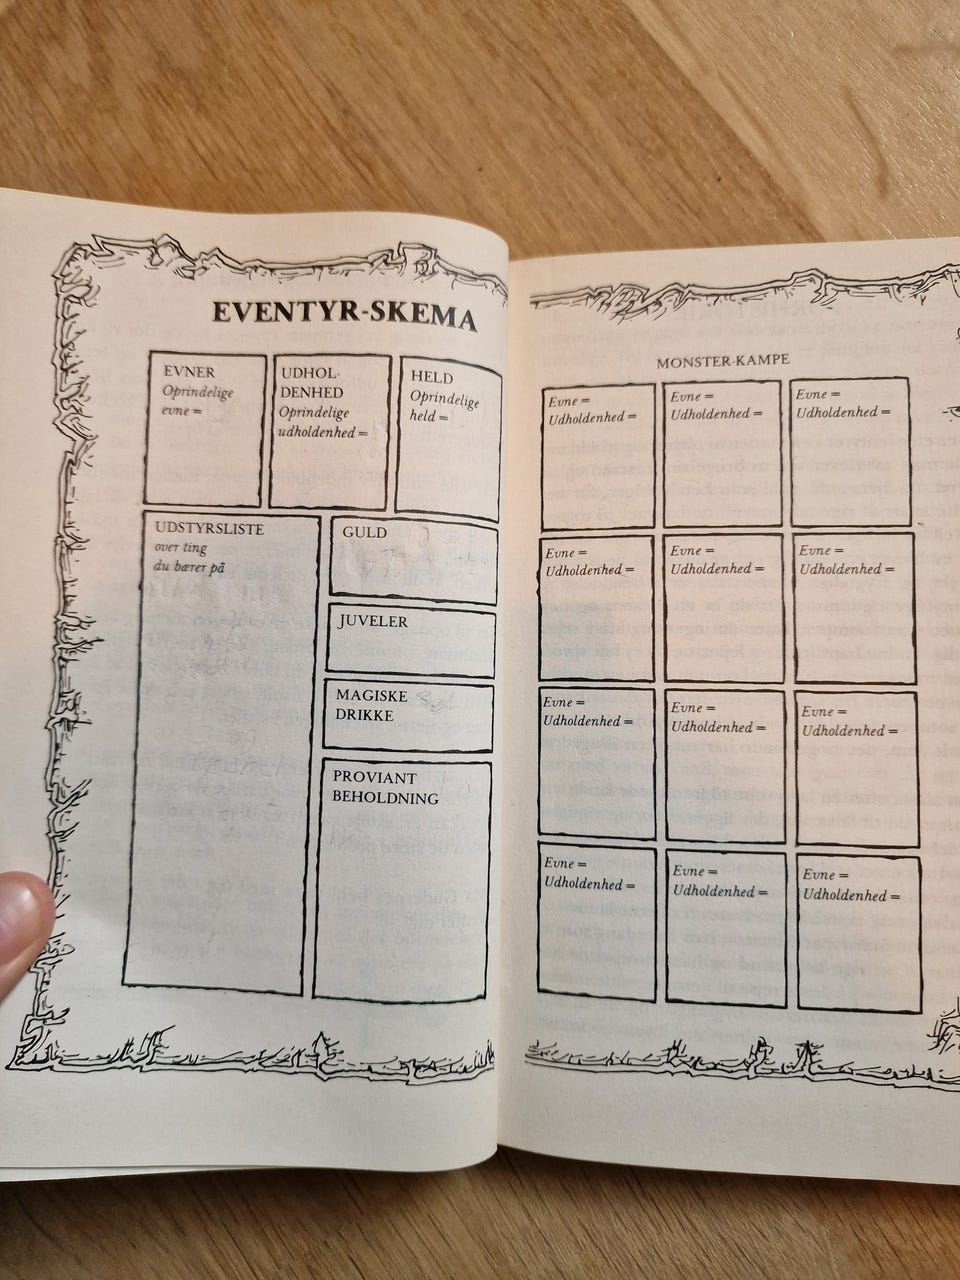 EVENTYR-SKEMA
EVNER
Oprindelige
evne =
UDHOL-
DENHED
Oprindelige
udholdenhed =
HELD
Oprindelige
held =
UDSTYRSLISTE
over ting
du bærer på
GULD
JUVELER
MAGISKE
DRIKKE
PROVIANT
BEHOLDNING
MONSTER-KAMPE
Evne =
Udholdenhed =
Evne =
Udholdenhed =
Evne =
Udholdenhed =
Evne =
Udholdenhed =
Evne =
Udholdenhed =
Evne =
Udholdenhed =
Evne =
Udholdenhed =
Evne =
Udholdenhed =
Evne =
Udholdenhed =
Evne =
Udholdenhed =
Evne =
Udholdenhed =
Evne =
Udholdenhed =